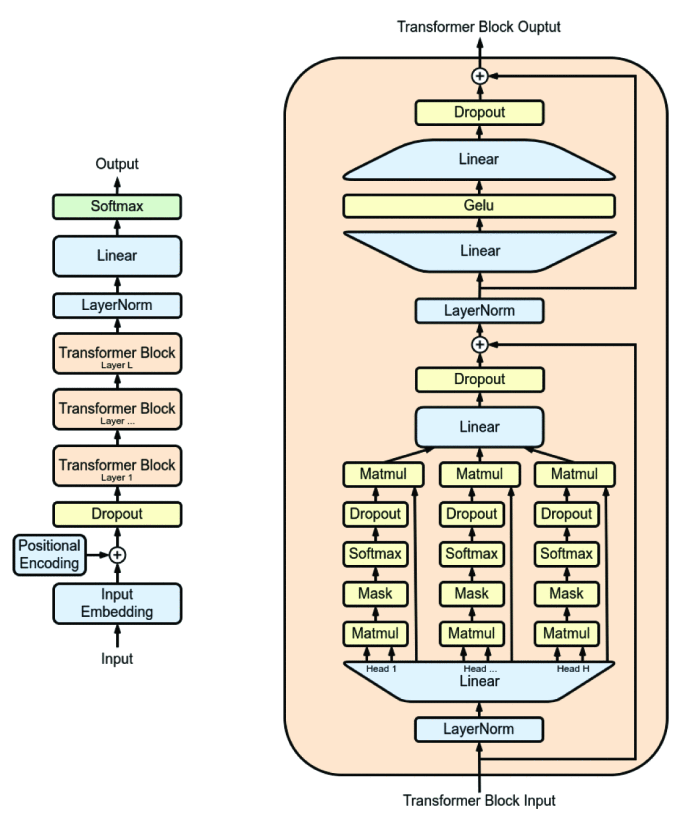 Output
Softmax
Linear
LayerNorm
Transformer Block
Layer L
Transformer Block
Layer ...
Transformer Block
Layer 1
Dropout
Positional
Encoding
+
Input
Embedding
Input
Transformer Block Ouptut
+
Dropout
Linear
Gelu
Linear
LayerNorm
+
Dropout
Linear
Matmul Matmul Matmul
Dropout Dropout Dropout
Softmax Softmax Softmax
Mask Mask Mask
Matmul Matmul Matmul
Head 1 Head ... Head H
Linear
LayerNorm
Transformer Block Input